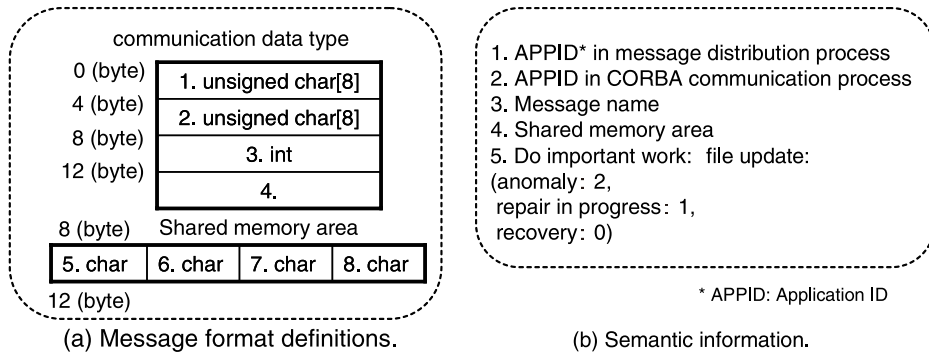 communication data type
0 (byte)
1. unsigned char[8]
4 (byte)
2. unsigned char[8]
8 (byte)
3. int
12 (byte)
4.
8 (byte) Shared memory area
5. char 6. char 7. char 8. char
12 (byte)
(a) Message format definitions.
1. APPID* in message distribution process
2. APPID in CORBA communication process
3. Message name
4. Shared memory area
5. Do important work: file update:
(anomaly: 2,
repair in progress: 1,
recovery: 0)
* APPID: Application ID
(b) Semantic information.